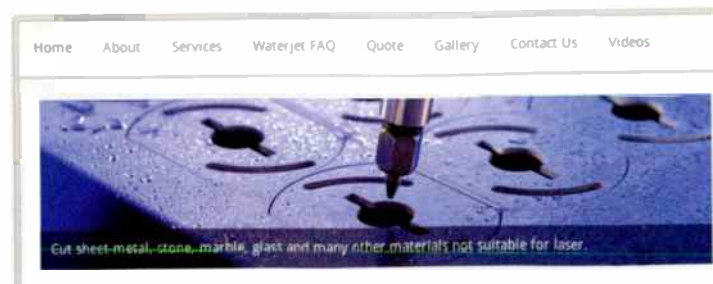 Home About Services Waterjet FAQ Quote Gallery Contact Us Videos
Cut sheet metal, stone, marble, glass and many other materials not suitable for laser.